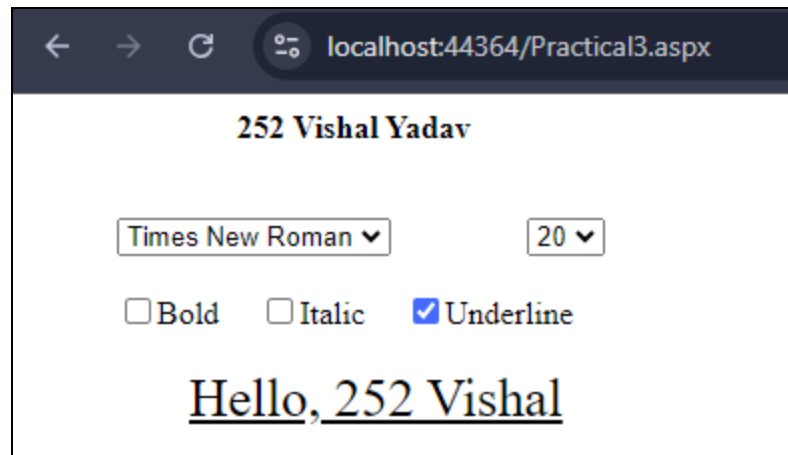 localhost:44364/Practical3.aspx
252 Vishal Yadav
Times New Roman 20
Bold Italic Underline
Hello, 252 Vishal